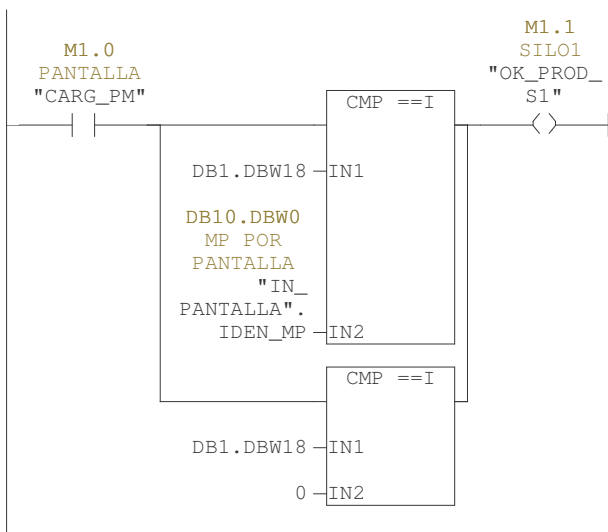 M1.0
PANTALLA
"CARG_PM"
M1.1
SILO1
"OK_PROD_
S1"
CMP ==I
DB1.DBW18
IN1
DB10.DBW0
MP POR
PANTALLA
"IN_
PANTALLA".
IDEN_MP
IN2
CMP ==I
DB1.DBW18
IN1
0
IN2